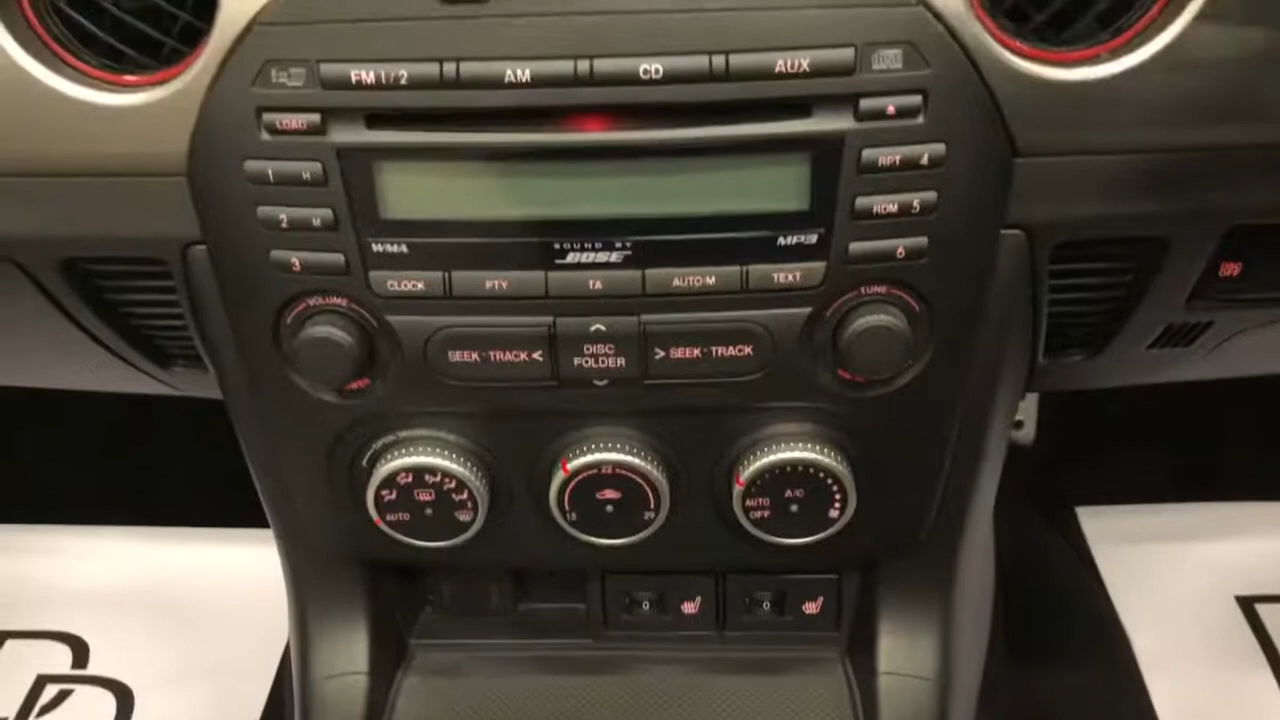 FM 1/2 AM CD AUX
LOAD
1 H
RPT 4
2 M
RDM 5
3
6
WMA
SOUND BY
BOSE
MP3
CLOCK PTY TA AUTO-M TEXT
VOLUME
TUNE
SEEK·TRACK<
DISC
FOLDER
> SEEK·TRACK
POWER
AUTO
22
15 29
A/C
AUTO
OFF
0
0
OFF